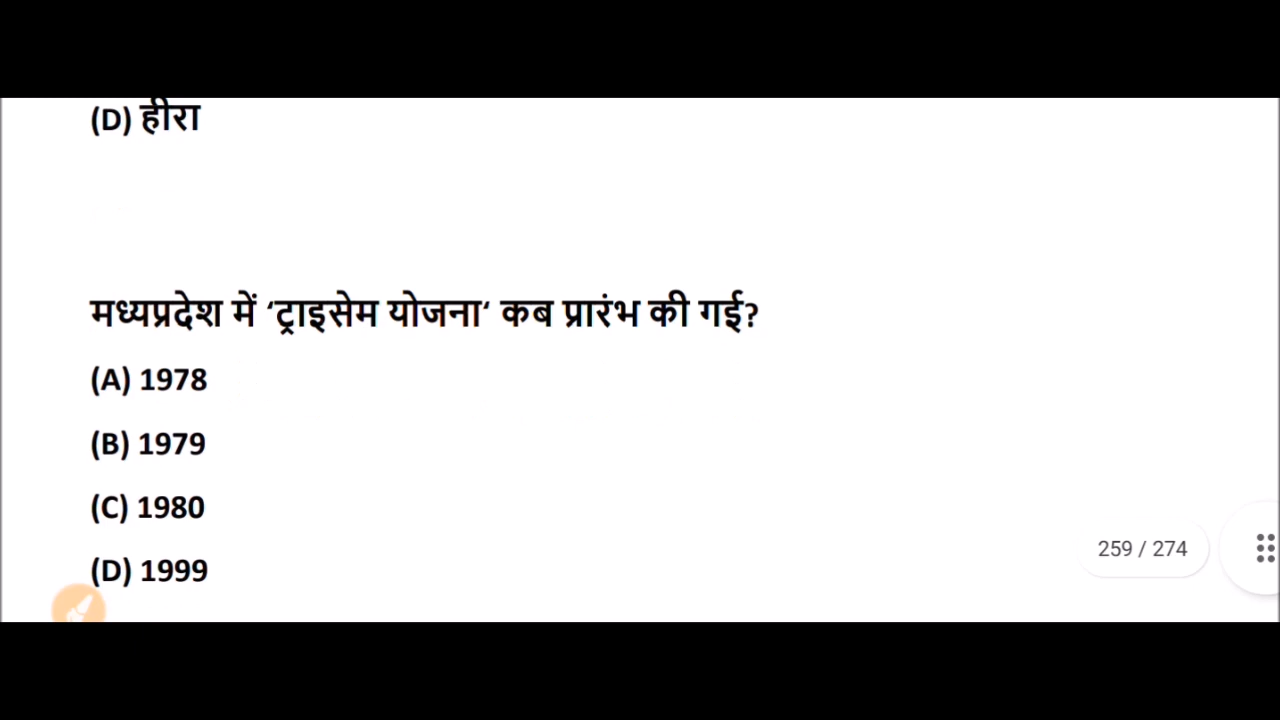 (D) हीरा
मध्यप्रदेश में ‘ट्राइसेम योजना‘ कब प्रारंभ की गई?
(A) 1978
(B) 1979
(C) 1980
259 / 274
(D) 1999